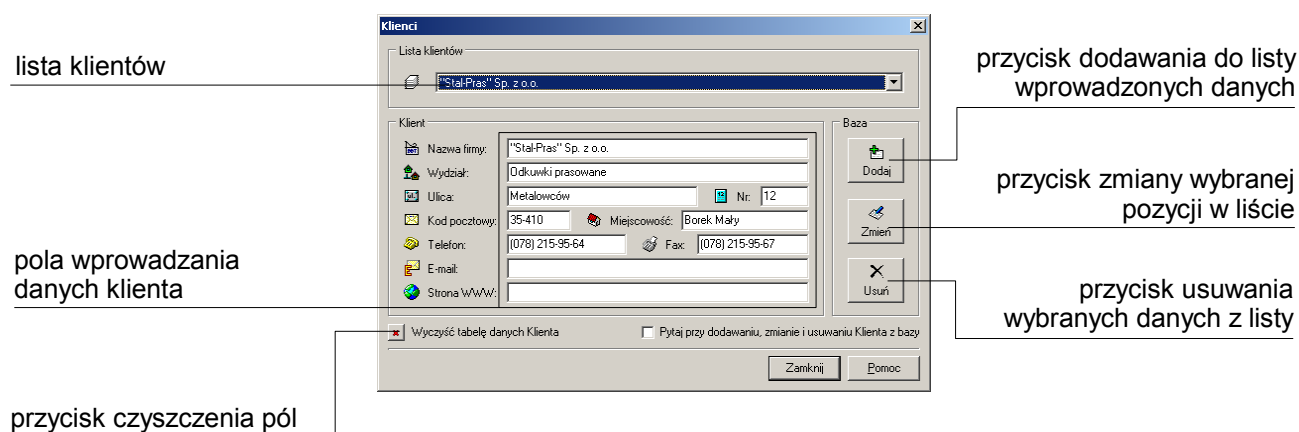 lista klientów
pola wprowadzania
danych klienta
przycisk czyszczenia pól
Klienci
Lista klientów
"Stal-Pras" Sp. z o.o.
Klient
Nazwa firmy: "Stal-Pras" Sp. z o.o.
Wydział: Odkuwki prasowane
Ulica: Metalowców Nr: 12
Kod pocztowy: 35-410 Miejscowość: Borek Mały
Telefon: (078) 215-95-64 Fax: (078) 215-95-67
E-mail:
Strona WWW:
Baza
Dodaj
Zmień
Usuń
Wyczyść tabelę danych Klienta Pytaj przy dodawaniu, zmianie i usuwaniu Klienta z bazy
Zamknij Pomoc
przycisk dodawania do listy
wprowadzonych danych
przycisk zmiany wybranej
pozycji w liście
przycisk usuwania
wybranych danych z listy